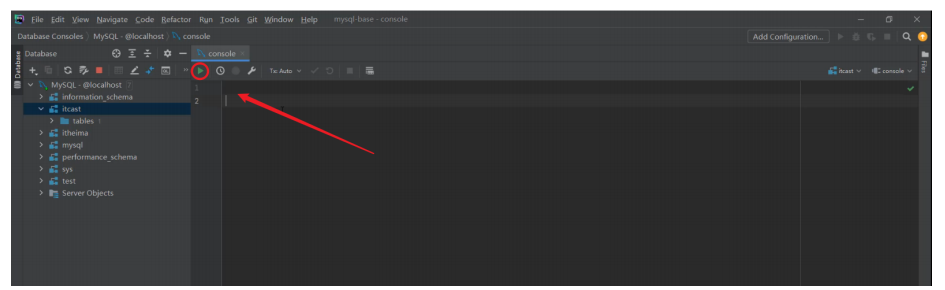 File Edit View Navigate Code Refactor Run Tools Git Window Help mysql-base - console
Database Consoles MySQL - @localhost console Add Configuration...
Database console
Tx: Auto itcast console
MySQL - @localhost 7
1
information_schema
2
itcast
tables 1
itheima
mysql
performance_schema
sys
test
Server Objects
Database
Files